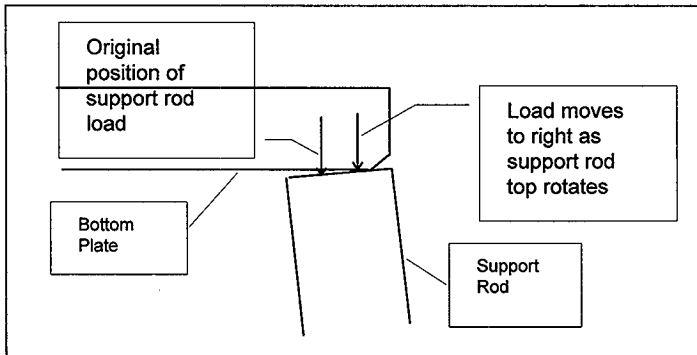 Original
position of
support rod
load
Load moves
to right as
support rod
top rotates
Bottom
Plate
Support
Rod